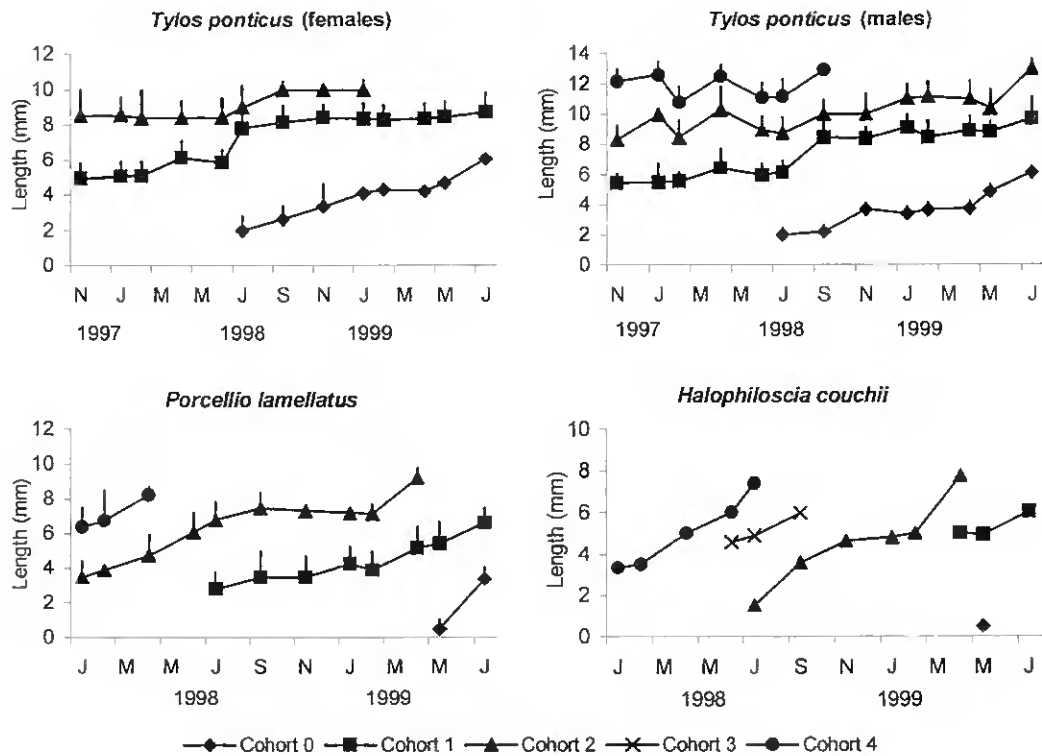 Tylos ponticus (females)
Length (mm)
12
10
8
6
4
2
0
N J M M J S N J M M J
1997 1998 1999
Tylos ponticus (males)
Length (mm)
14
12
10
8
6
4
2
0
N J M M J S N J M M J
1997 1998 1999
Porcellio lamellatus
Length (mm)
12
10
8
6
4
2
0
J M M J S N J M M J
1998 1999
Halophiloscia couchii
Length (mm)
10
8
6
4
2
0
J M M J S N J M M J
1998 1999
Cohort 0 Cohort 1 Cohort 2 Cohort 3 Cohort 4